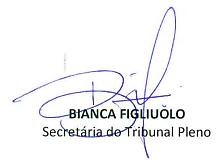 BIANCA FIGLIUOLO
Secretária do Tribunal Pleno